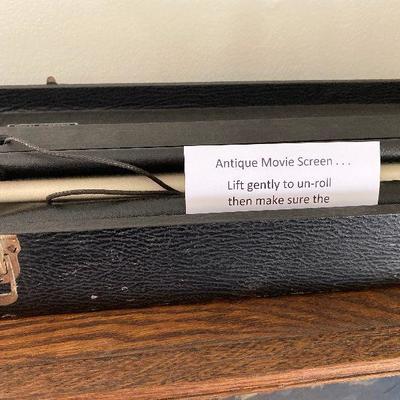 Antique Movie Screen . . .
Lift gently to un-roll
then make sure the